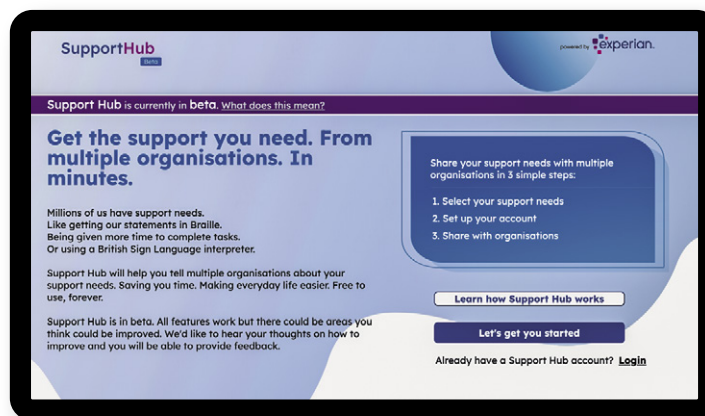 SupportHub
Beta
powered by experian.
Support Hub is currently in beta. What does this mean?
Get the support you need. From
multiple organisations. In
minutes.
Millions of us have support needs.
Like getting our statements in Braille.
Being given more time to complete tasks.
Or using a British Sign Language interpreter.
Support Hub will help you tell multiple organisations about your
support needs. Saving you time. Making everyday life easier. Free to
use, forever.
Support Hub is in beta. All features work but there could be areas you
think could be improved. We'd like to hear your thoughts on how to
improve and you will be able to provide feedback.
Share your support needs with multiple
organisations in 3 simple steps:
1. Select your support needs
2. Set up your account
3. Share with organisations
Learn how Support Hub works
Let's get you started
Already have a Support Hub account? Login